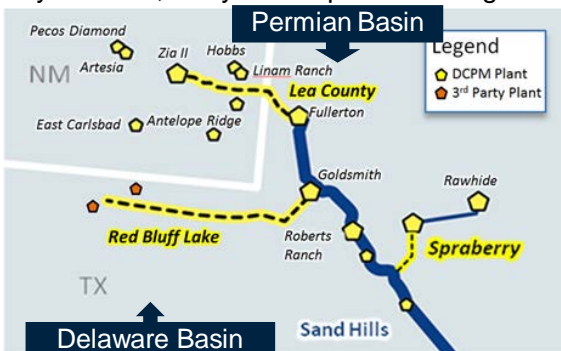 Permian Basin
Pecos Diamond
Artesia
Zia II
Hobbs
Linam Ranch
NM
Lea County
Fullerton
East Carlsbad
Antelope Ridge
Legend
DCPM Plant
3rd Party Plant
Goldsmith
Rawhide
Red Bluff Lake
Roberts
Ranch
Spraberry
TX
Sand Hills
Delaware Basin